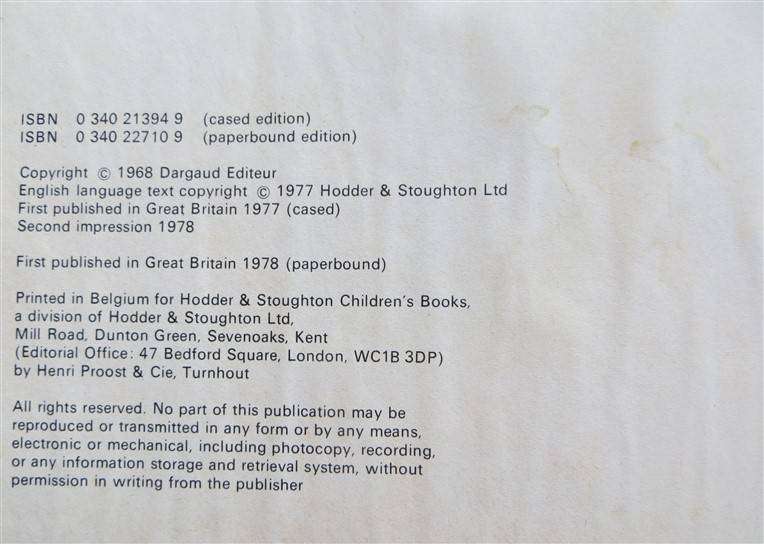 ISBN 0 340 21394 9 (cased edition)
ISBN 0 340 22710 9 (paperbound edition)
Copyright © 1968 Dargaud Editeur
English language text copyright © 1977 Hodder & Stoughton Ltd
First published in Great Britain 1977 (cased)
Second impression 1978
First published in Great Britain 1978 (paperbound)
Printed in Belgium for Hodder & Stoughton Children's Books,
a division of Hodder & Stoughton Ltd,
Mill Road, Dunton Green, Sevenoaks, Kent
(Editorial Office: 47 Bedford Square, London, WC1B 3DP)
by Henri Proost & Cie, Turnhout
All rights reserved. No part of this publication may be
reproduced or transmitted in any form or by any means,
electronic or mechanical, including photocopy, recording,
or any information storage and retrieval system, without
permission in writing from the publisher